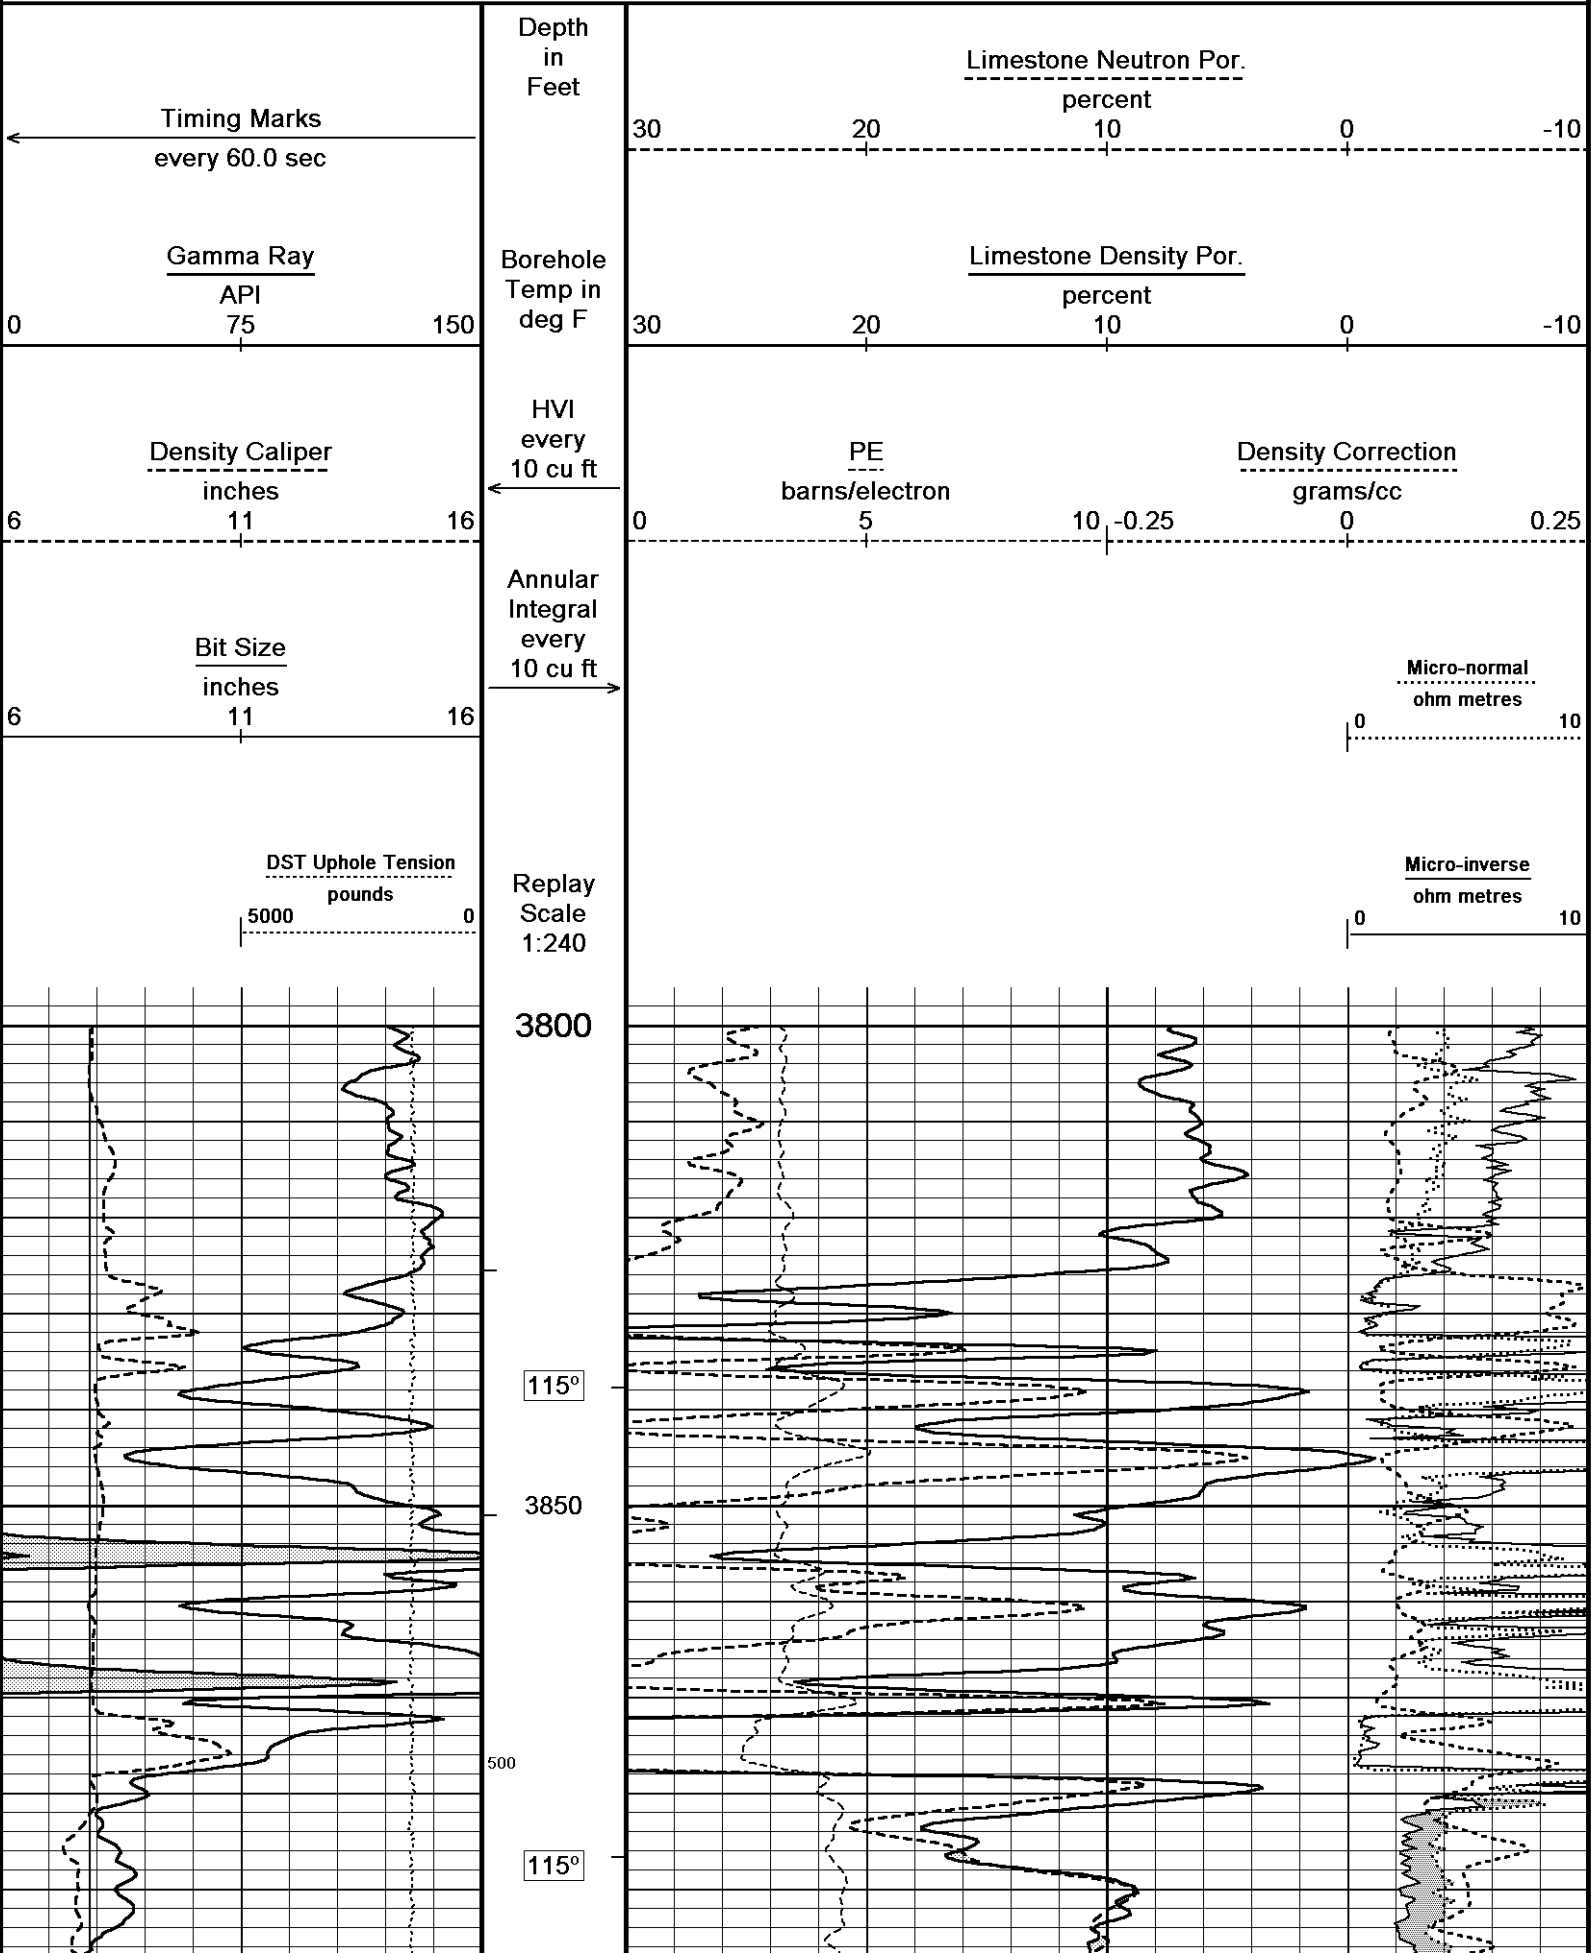 Timing Marks
every 60.0 sec
Gamma Ray
API
0 75 150
Density Caliper
inches
6 11 16
Bit Size
inches
6 11 16
DST Uphole Tension
pounds
5000 0
Depth
in
Feet
Borehole
Temp in
deg F
HVI
every
10 cu ft
Annular
Integral
every
10 cu ft
Replay
Scale
1:240
Limestone Neutron Por.
percent
30 20 10 0 -10
Limestone Density Por.
percent
30 20 10 0 -10
PE
barns/electron
0 5 10
Density Correction
grams/cc
-0.25 0 0.25
Micro-normal
ohm metres
0 10
Micro-inverse
ohm metres
0 10
3800
115º
3850
500
115º